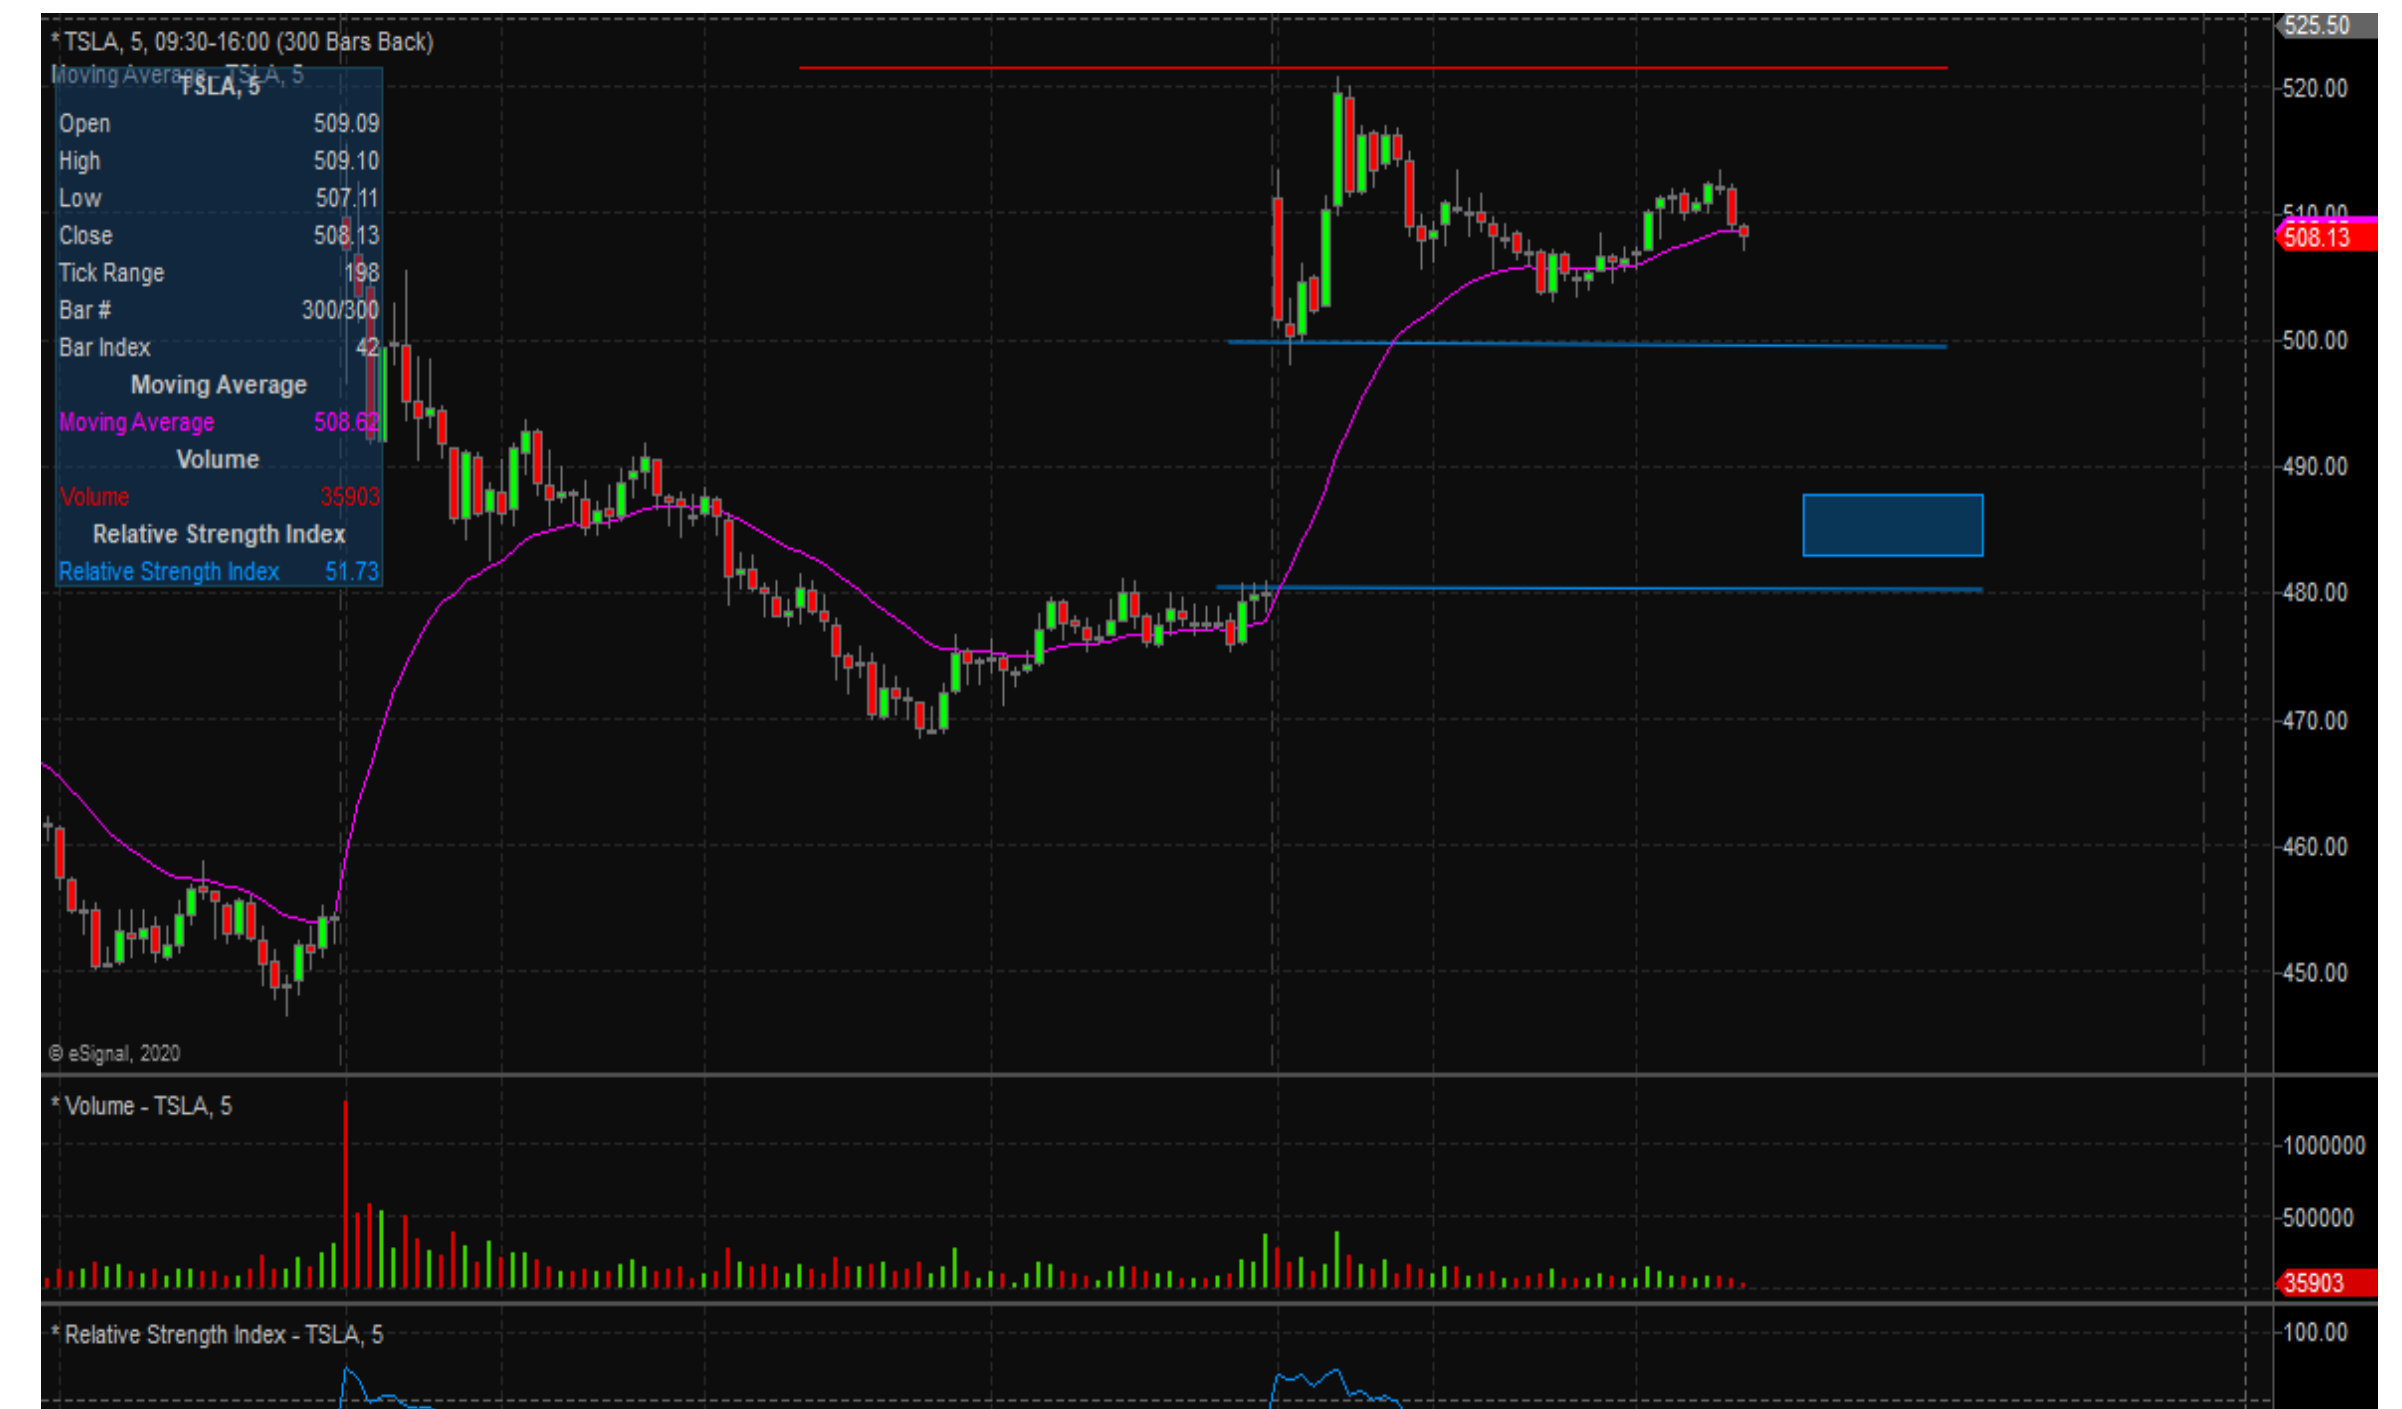 * TSLA, 5, 09:30-16:00 (300 Bars Back)
Moving Average - TSLA, 5
TSLA, 5
Open 509.09
High 509.10
Low 507.11
Close 508.13
Tick Range 198
Bar # 300/300
Bar Index 42
Moving Average
Moving Average 508.62
Volume
Volume 35903
Relative Strength Index
Relative Strength Index 51.73
525.50
520.00
510.00
508.13
500.00
490.00
480.00
470.00
460.00
450.00
© eSignal, 2020
* Volume - TSLA, 5
1000000
500000
35903
* Relative Strength Index - TSLA, 5
100.00